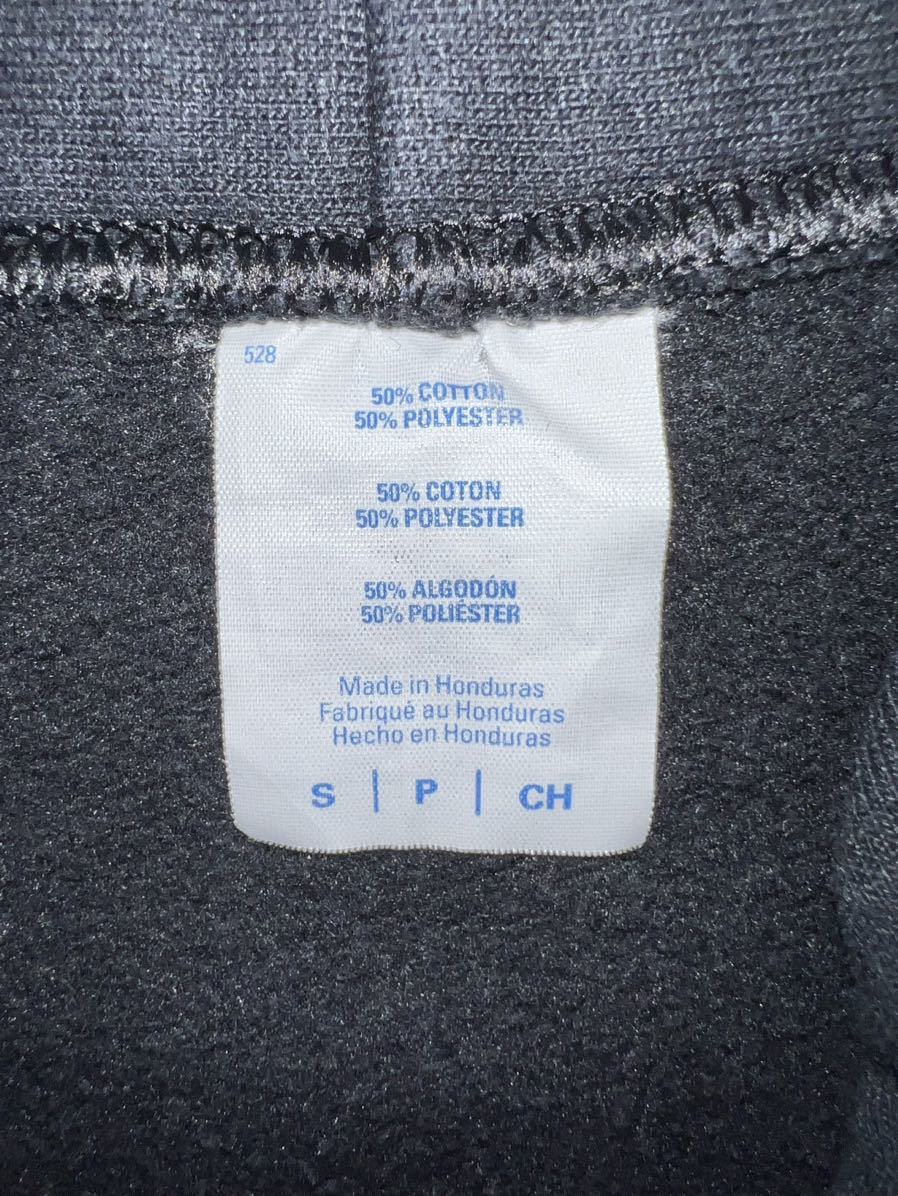 528
50% COTTON
50% POLYESTER
50% COTON
50% POLYESTER
50% ALGODÓN
50% POLIÉSTER
Made in Honduras
Fabriqué au Honduras
Hecho en Honduras
S | P | CH